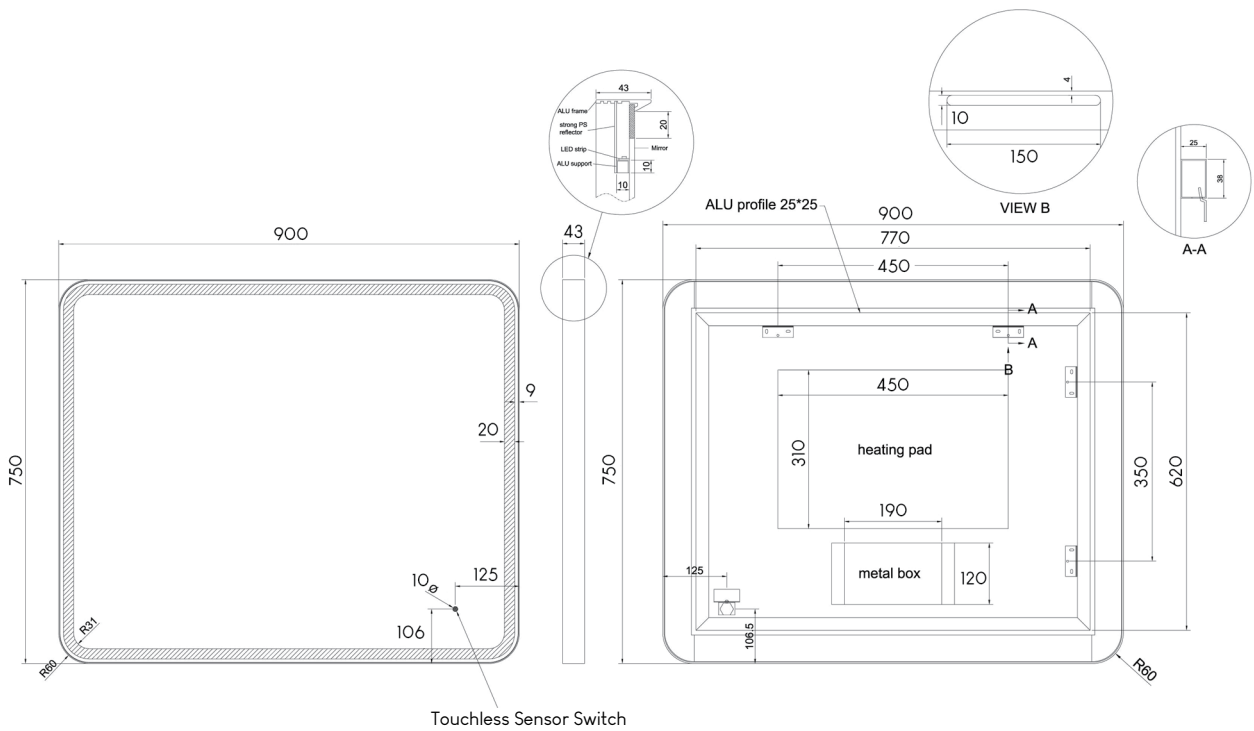 900
750
9
20
125
10
Ø
106
R31
R60
Touchless Sensor Switch
43
43
ALU frame
strong PS
reflector
LED strip
ALU support
20
Mirror
10
10
4
10
150
VIEW B
25
38
A-A
ALU profile 25*25
900
770
450
A
A
B
450
310
heating pad
190
metal box
120
125
106.5
750
350
620
R60